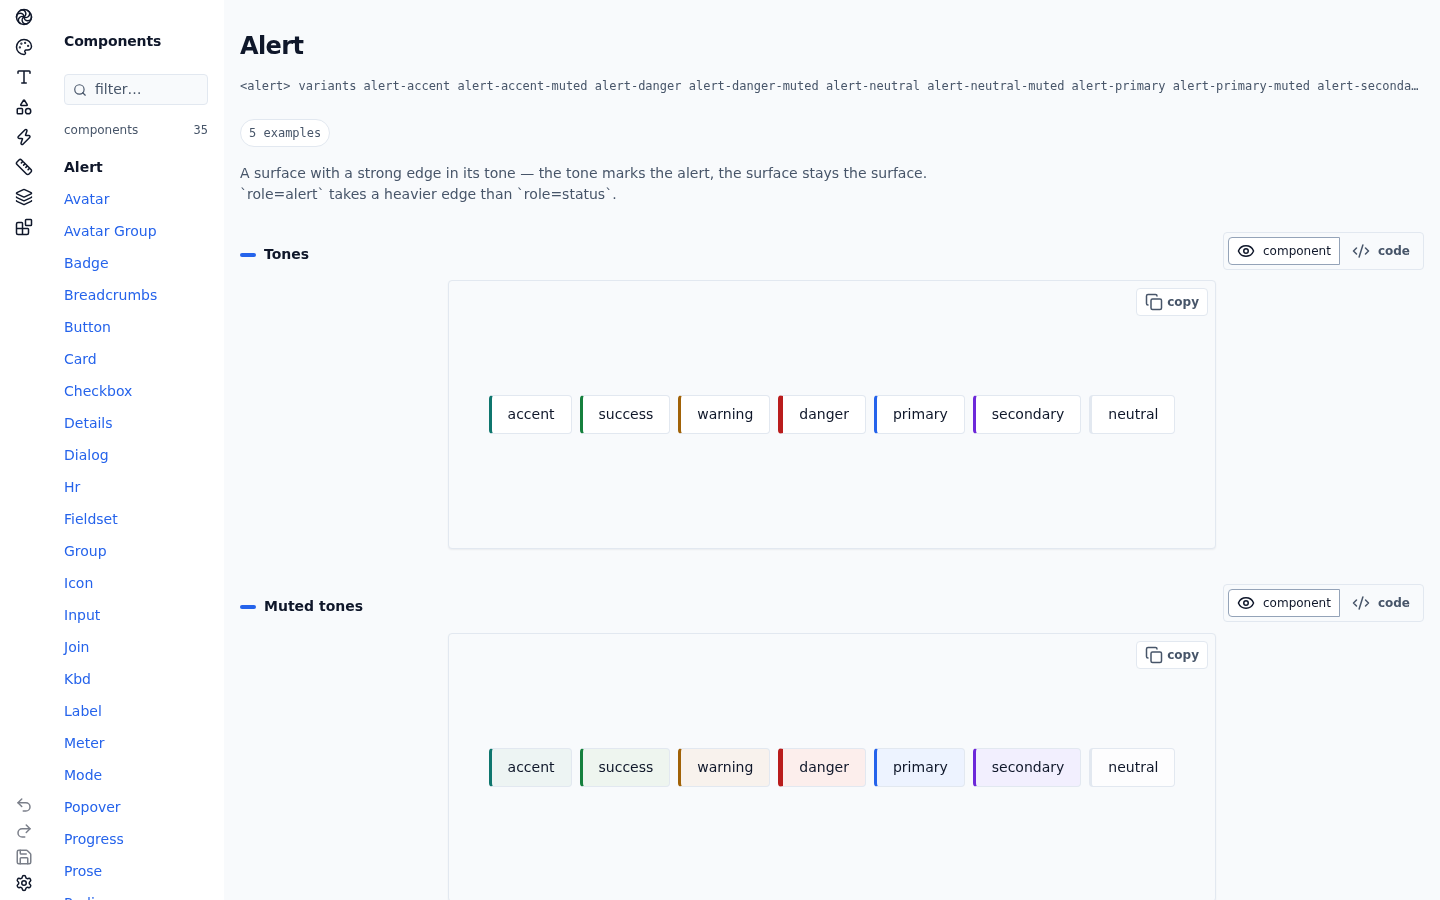 Components
filter…
components 35
Alert
Avatar
Avatar Group
Badge
Breadcrumbs
Button
Card
Checkbox
Details
Dialog
Hr
Fieldset
Group
Icon
Input
Join
Kbd
Label
Meter
Mode
Popover
Progress
Prose
Alert
<alert> variants alert-accent alert-accent-muted alert-danger alert-danger-muted alert-neutral alert-neutral-muted alert-primary alert-primary-muted alert-seconda…
5 examples
A surface with a strong edge in its tone — the tone marks the alert, the surface stays the surface.
`role=alert` takes a heavier edge than `role=status`.
Tones
component code
copy
accent success warning danger primary secondary neutral
Muted tones
component code
copy
accent success warning danger primary secondary neutral